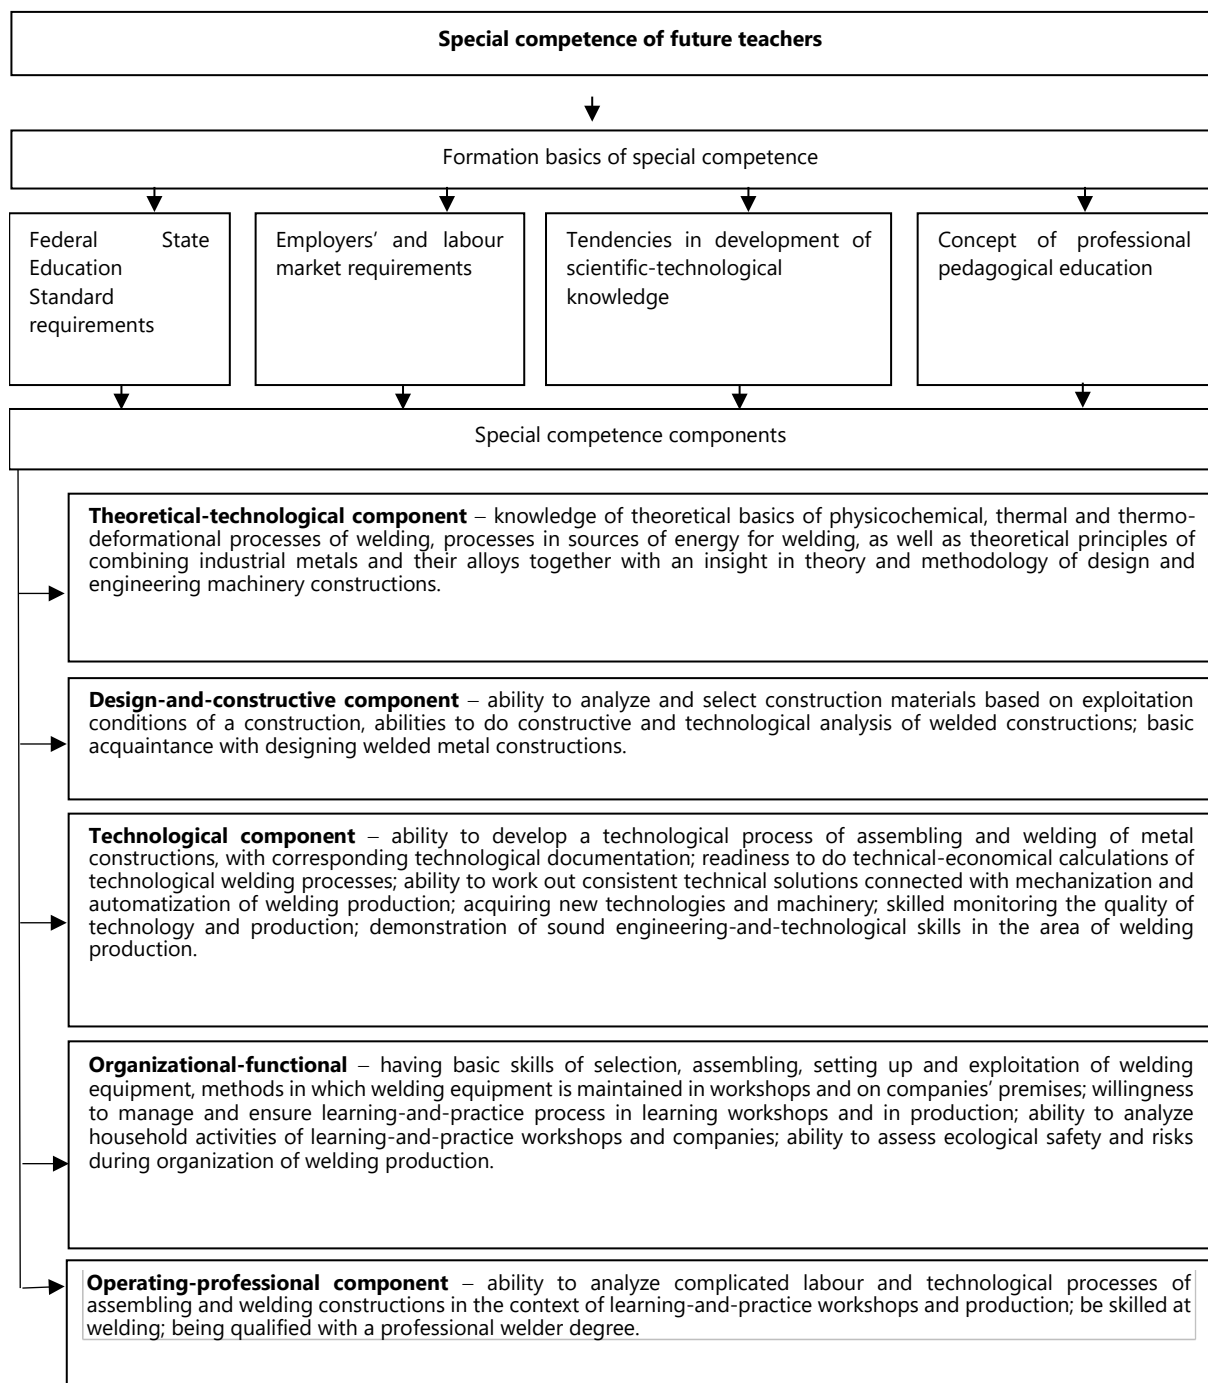 Special competence of future teachers
Formation basics of special competence
Federal State
Education
Standard
requirements
Employers’ and labour
market requirements
Tendencies in development of
scientific-technological
knowledge
Concept of professional
pedagogical education
Special competence components
Theoretical-technological component – knowledge of theoretical basics of physicochemical, thermal and thermo-
deformational processes of welding, processes in sources of energy for welding, as well as theoretical principles of
combining industrial metals and their alloys together with an insight in theory and methodology of design and
engineering machinery constructions.
Design-and-constructive component – ability to analyze and select construction materials based on exploitation
conditions of a construction, abilities to do constructive and technological analysis of welded constructions; basic
acquaintance with designing welded metal constructions.
Technological component – ability to develop a technological process of assembling and welding of metal
constructions, with corresponding technological documentation; readiness to do technical-economical calculations of
technological welding processes; ability to work out consistent technical solutions connected with mechanization and
automatization of welding production; acquiring new technologies and machinery; skilled monitoring the quality of
technology and production; demonstration of sound engineering-and-technological skills in the area of welding
production.
Organizational-functional – having basic skills of selection, assembling, setting up and exploitation of welding
equipment, methods in which welding equipment is maintained in workshops and on companies’ premises; willingness
to manage and ensure learning-and-practice process in learning workshops and in production; ability to analyze
household activities of learning-and-practice workshops and companies; ability to assess ecological safety and risks
during organization of welding production.
Operating-professional component – ability to analyze complicated labour and technological processes of
assembling and welding constructions in the context of learning-and-practice workshops and production; be skilled at
welding; being qualified with a professional welder degree.